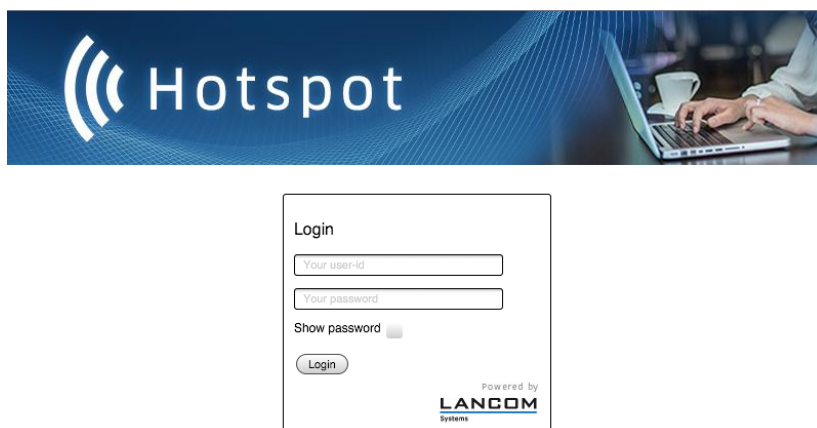 Hotspot
Login
Your user-id
Your password
Show password
Login
Powered by
LANCOM
Systems